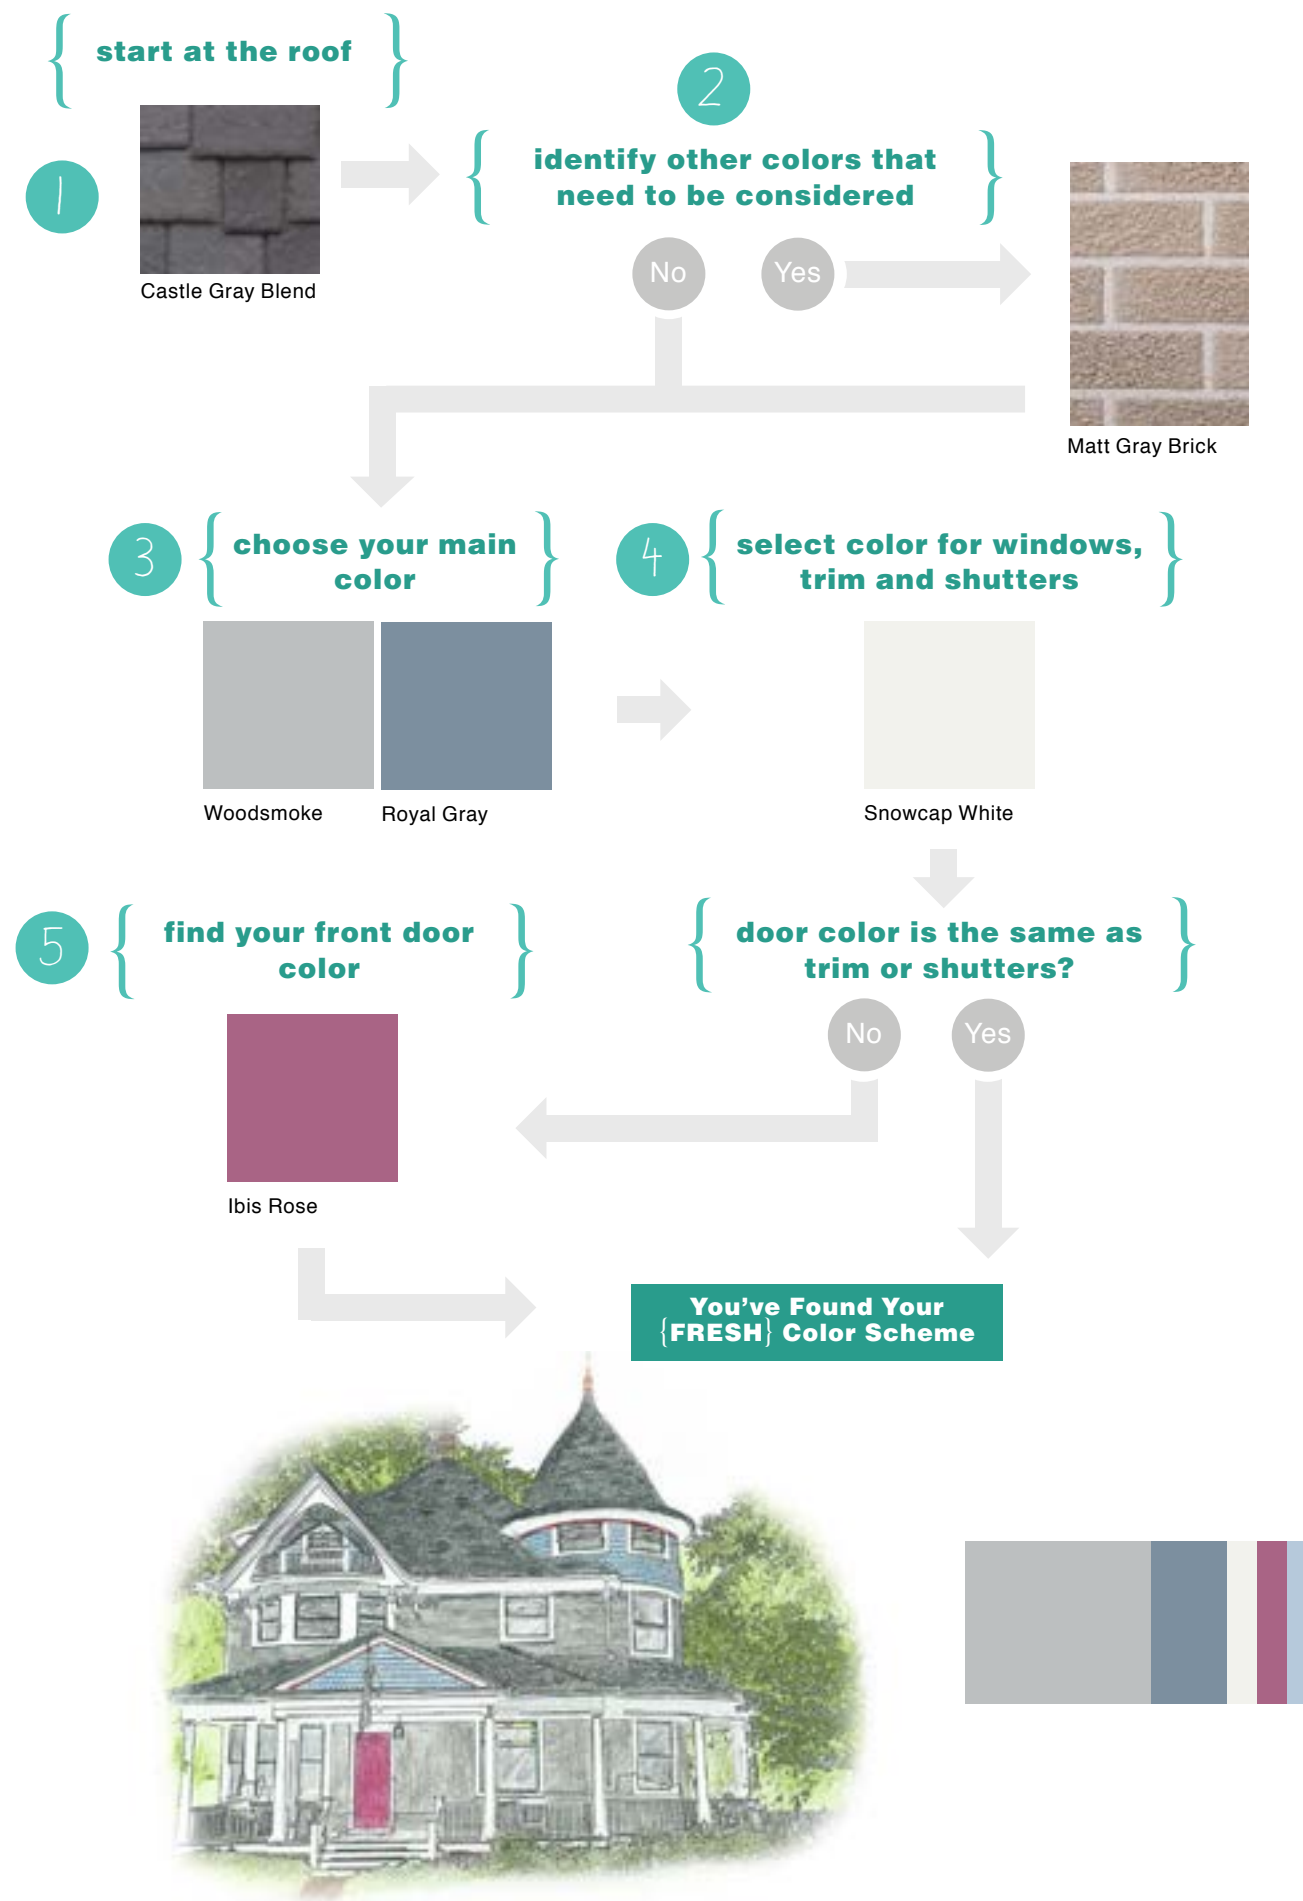 start at the roof
1
Castle Gray Blend
2
identify other colors that
need to be considered
No
Yes
Matt Gray Brick
3
choose your main
color
Woodsmoke
Royal Gray
4
select color for windows,
trim and shutters
Snowcap White
door color is the same as
trim or shutters?
No
Yes
5
find your front door
color
Ibis Rose
You've Found Your
{FRESH} Color Scheme